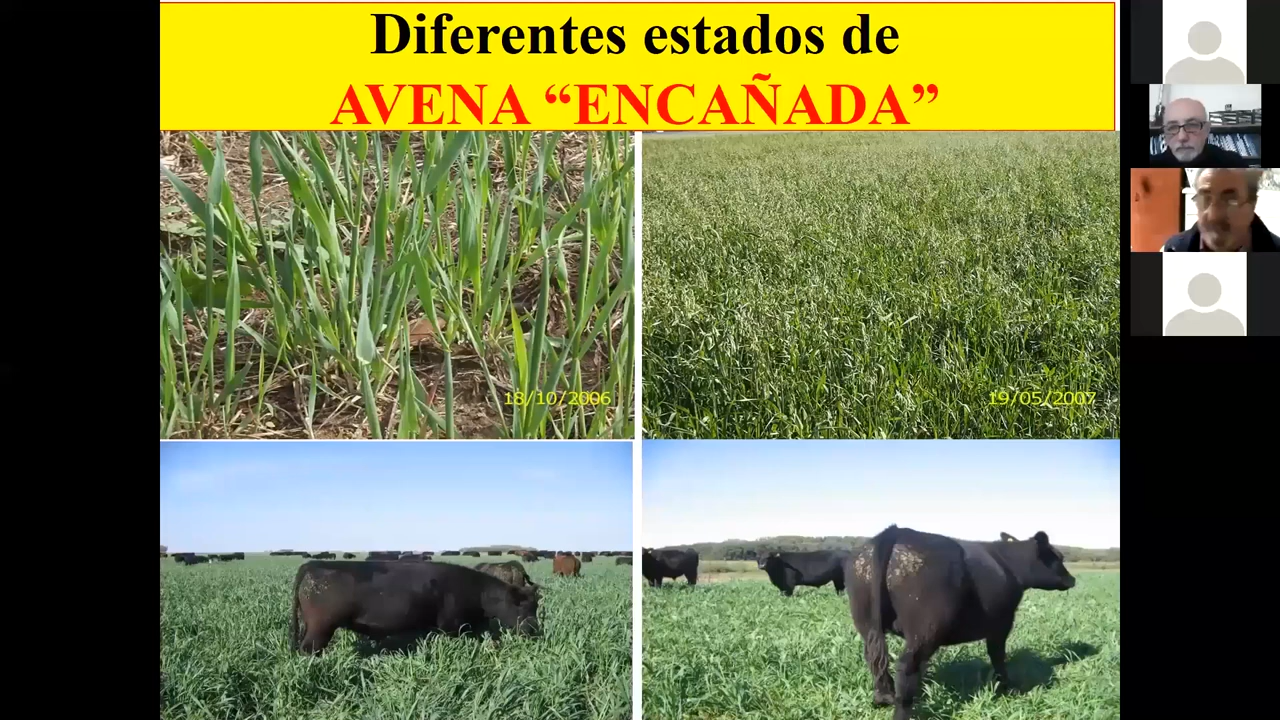 Diferentes estados de
AVENA “ENCAÑADA”
18/10/2006
19/05/2007